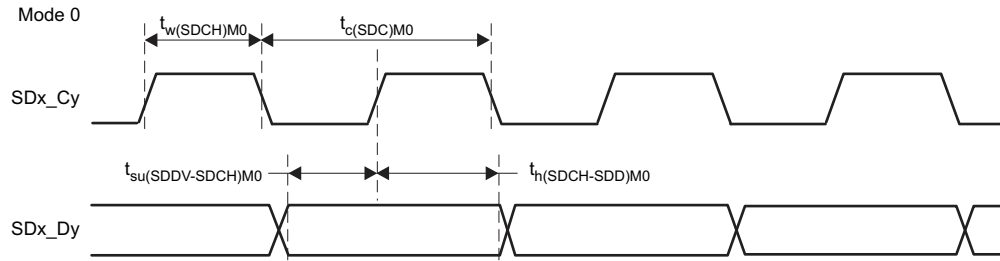 Mode 0
tw(SDCH)M0
tc(SDC)M0
SDx_Cy
tsu(SDDV-SDCH)M0
th(SDCH-SDD)M0
SDx_Dy